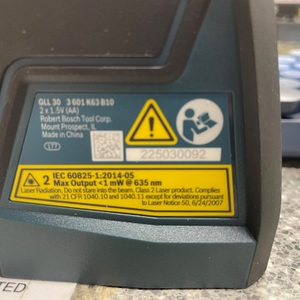 GLL 30 3 601 K63 B10
2 x 1.5V (AA)
Robert Bosch Tool Corp.
Mount Prospect, IL
Made in China
225030092
2 IEC 60825-1:2014-05
Max Output <1 mW @ 635 nm
Laser Radiation. Do not stare into the beam. Class 2 Laser product. Complies
with 21 CFR 1040.10 and 1040.11 except for deviations pursuant
to Laser Notice 50, 6/24/2007